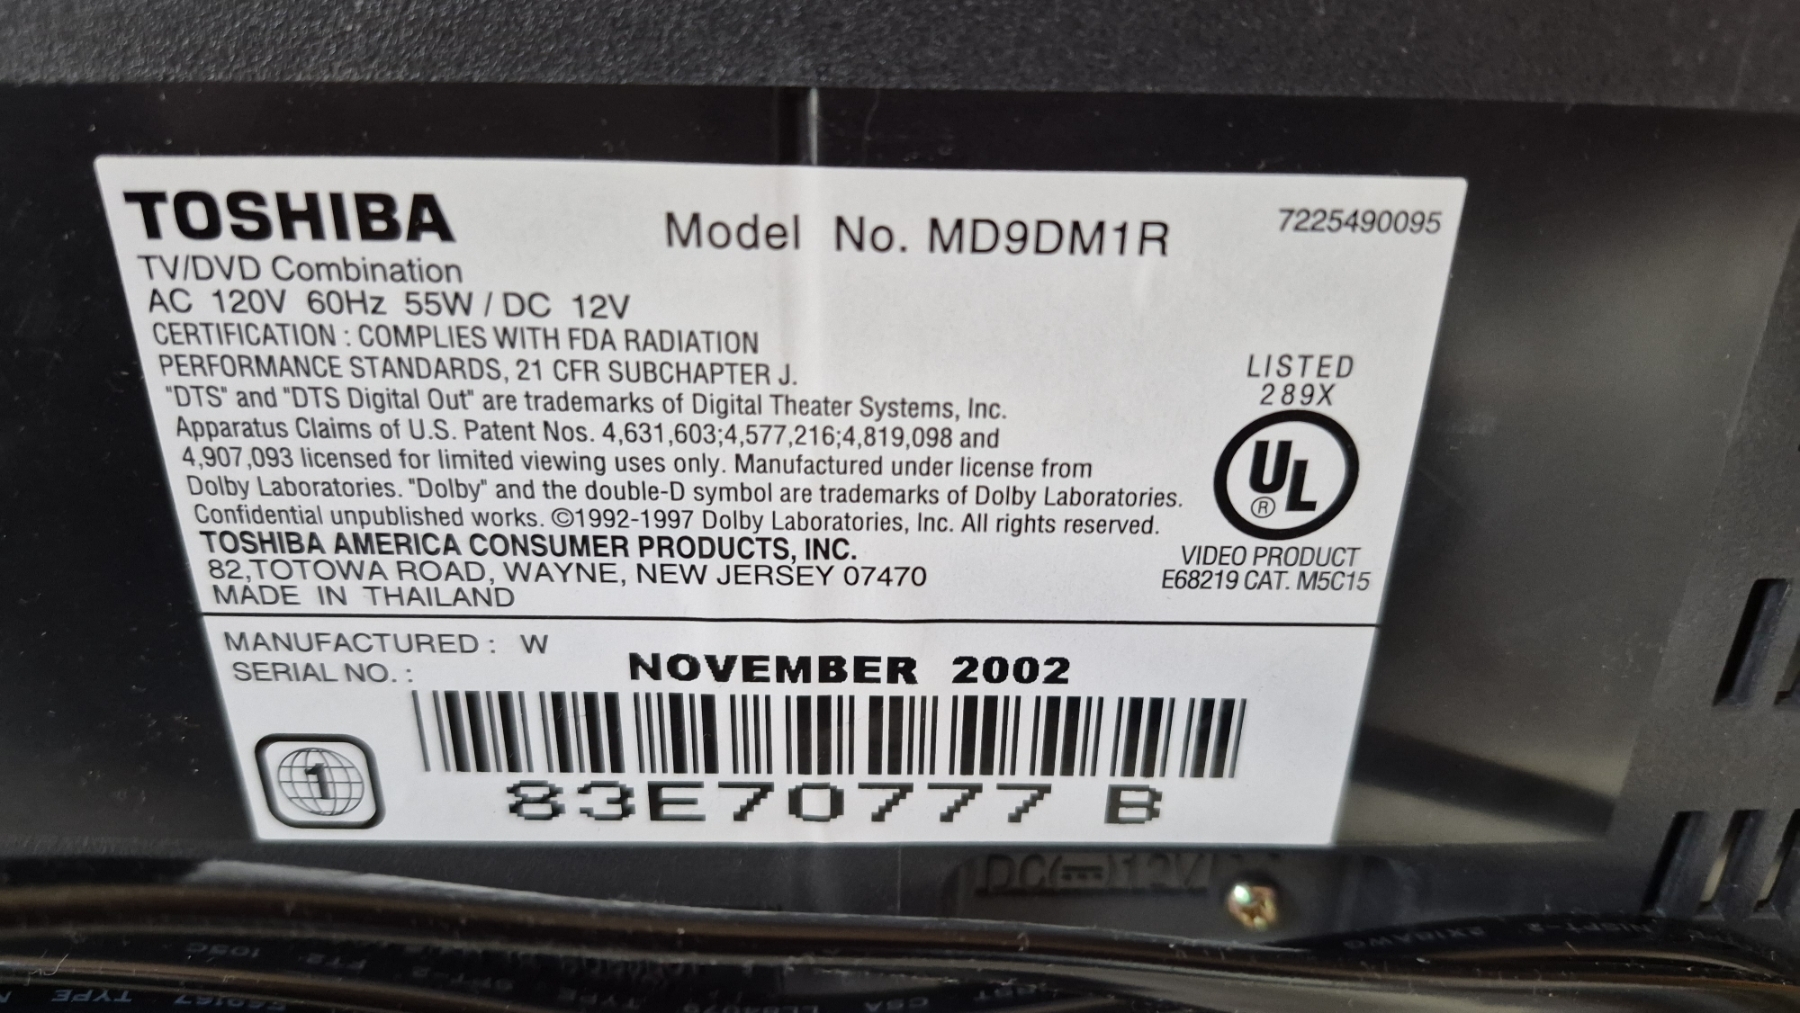 TOSHIBA
Model No. MD9DM1R
7225490095
TV/DVD Combination
AC 120V 60Hz 55W / DC 12V
CERTIFICATION : COMPLIES WITH FDA RADIATION
PERFORMANCE STANDARDS, 21 CFR SUBCHAPTER J.
"DTS" and "DTS Digital Out" are trademarks of Digital Theater Systems, Inc.
Apparatus Claims of U.S. Patent Nos. 4,631,603;4,577,216;4,819,098 and
4,907,093 licensed for limited viewing uses only. Manufactured under license from
Dolby Laboratories. "Dolby" and the double-D symbol are trademarks of Dolby Laboratories.
Confidential unpublished works. ©1992-1997 Dolby Laboratories, Inc. All rights reserved.
TOSHIBA AMERICA CONSUMER PRODUCTS, INC.
82,TOTOWA ROAD, WAYNE, NEW JERSEY 07470
MADE IN THAILAND
LISTED
289X
UL
®
VIDEO PRODUCT
E68219 CAT. M5C15
MANUFACTURED : W
NOVEMBER 2002
SERIAL NO. :
1
83E70777 B
DC 12V